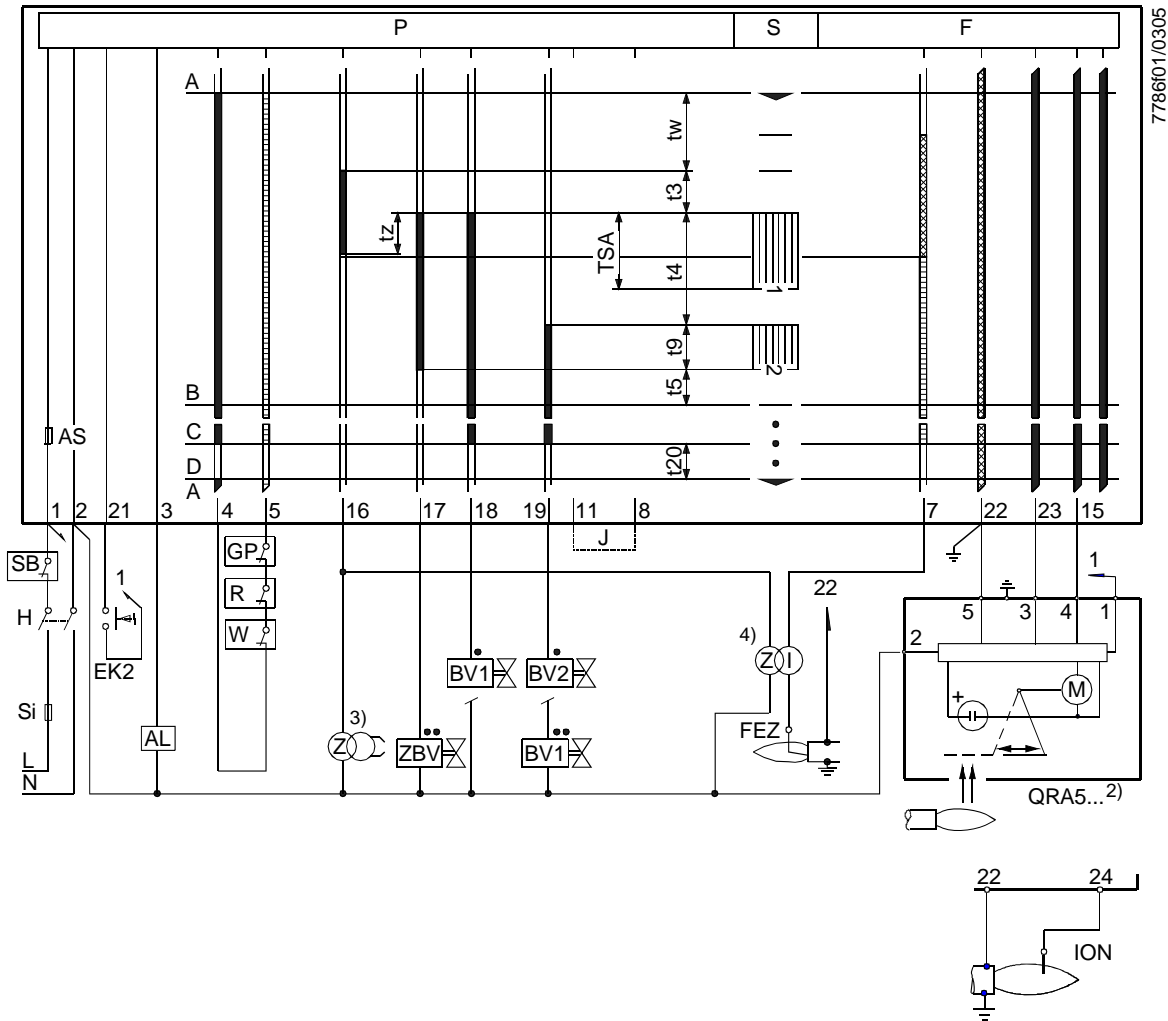 P S F
7786f01/0305
A
tw
t3
tz
TSA
t4
1
t9
2
t5
B
AS
C
t20
D
A
1 2 21 3 4 5 16 17 18 19 11 8 7 22 23 15
J
SB
GP
1
1
R
22
5 3 4 1
H
W
4)
2
EK2
Z I
BV1 BV2
+
M
Si
3)
FEZ
AL
Z
ZBV
BV1
L
N
QRA5...2)
22 24
ION